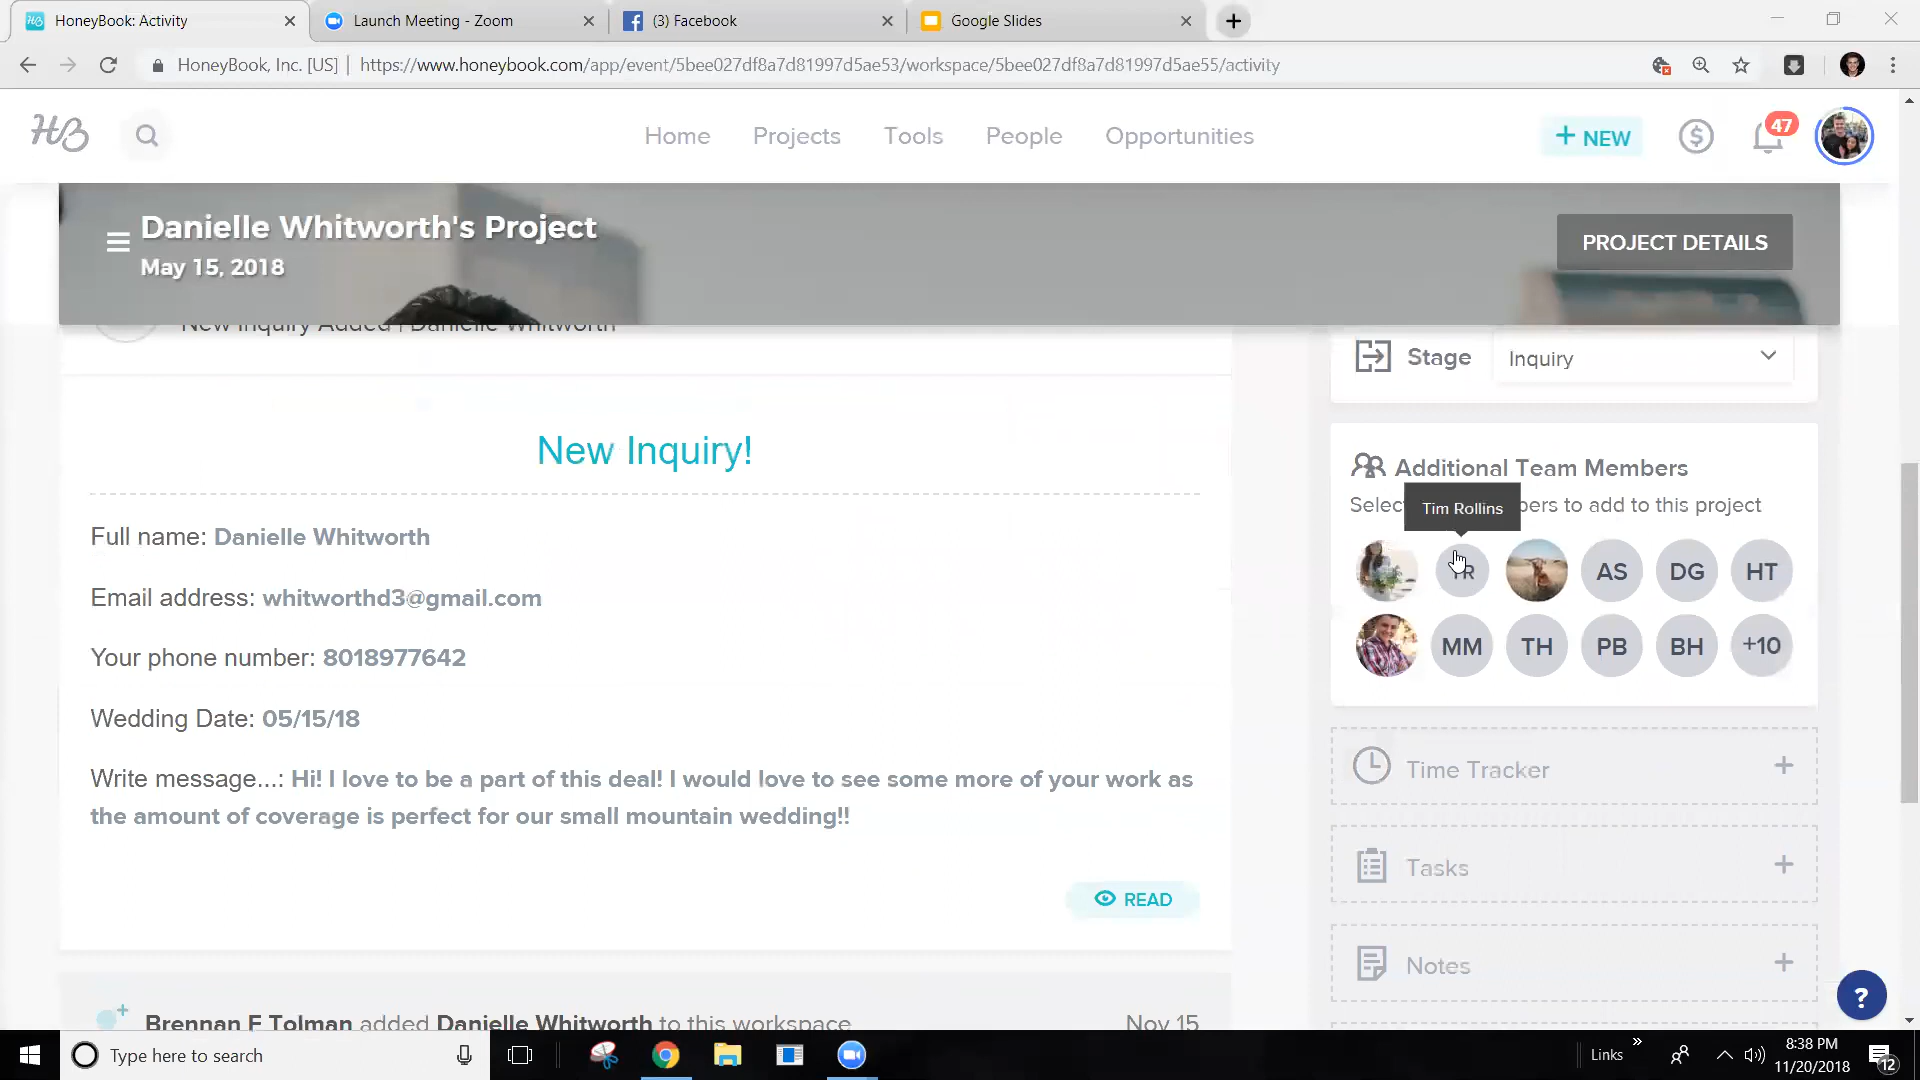 HoneyBook: Activity
Launch Meeting - Zoom
(3) Facebook
Google Slides
HoneyBook, Inc. [US] | https://www.honeybook.com/app/event/5bee027df8a7d81997d5ae53/workspace/5bee027df8a7d81997d5ae55/activity
HB
Home
Projects
Tools
People
Opportunities
+ NEW
$
47
Danielle Whitworth's Project
May 15, 2018
PROJECT DETAILS
New Inquiry Added | Danielle Whitworth
Stage
Inquiry
New Inquiry!
Full name: Danielle Whitworth
Email address: whitworthd3@gmail.com
Your phone number: 8018977642
Wedding Date: 05/15/18
Write message...: Hi! I love to be a part of this deal! I would love to see some more of your work as
the amount of coverage is perfect for our small mountain wedding!!
READ
Additional Team Members
Selec
bers to add to this project
Tim Rollins
TR
AS
DG
HT
MM
TH
PB
BH
+10
Time Tracker +
Tasks +
Notes +
?
Brennan F Tolman added Danielle Whitworth to this workspace
Nov 15
Type here to search
Links
»
8:38 PM
11/20/2018
12